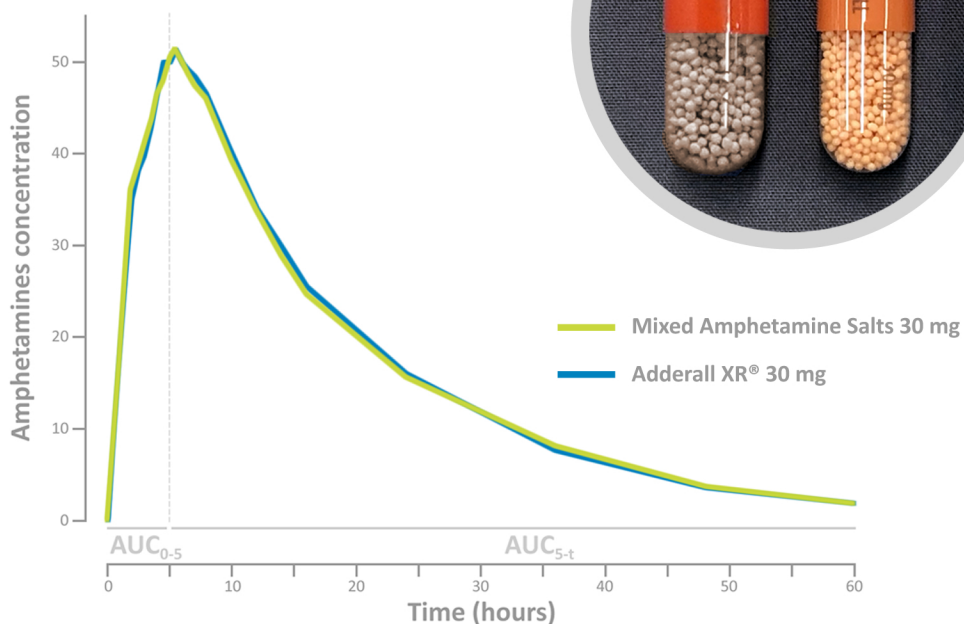 Amphetamines concentration
50
40
30
20
10
0
Mixed Amphetamine Salts 30 mg
Adderall XR® 30 mg
AUC0-5
AUC5-t
0 10 20 30 40 50 60
Time (hours)